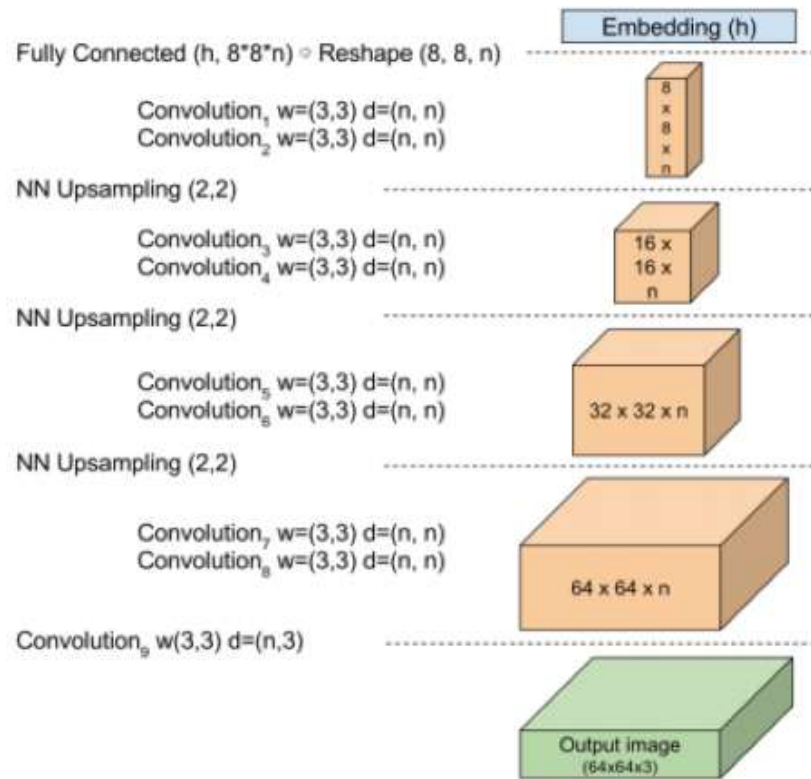 Embedding (h)
Fully Connected (h, 8*8*n) ◦ Reshape (8, 8, n)
Convolution₁ w=(3,3) d=(n, n)
Convolution₂ w=(3,3) d=(n, n)
8
x
8
x
n
NN Upsampling (2,2)
Convolution₃ w=(3,3) d=(n, n)
Convolution₄ w=(3,3) d=(n, n)
16 x
16 x
n
NN Upsampling (2,2)
Convolution₅ w=(3,3) d=(n, n)
Convolution₆ w=(3,3) d=(n, n)
32 x 32 x n
NN Upsampling (2,2)
Convolution₇ w=(3,3) d=(n, n)
Convolution₈ w=(3,3) d=(n, n)
64 x 64 x n
Convolution₉ w(3,3) d=(n,3)
Output image
(64x64x3)